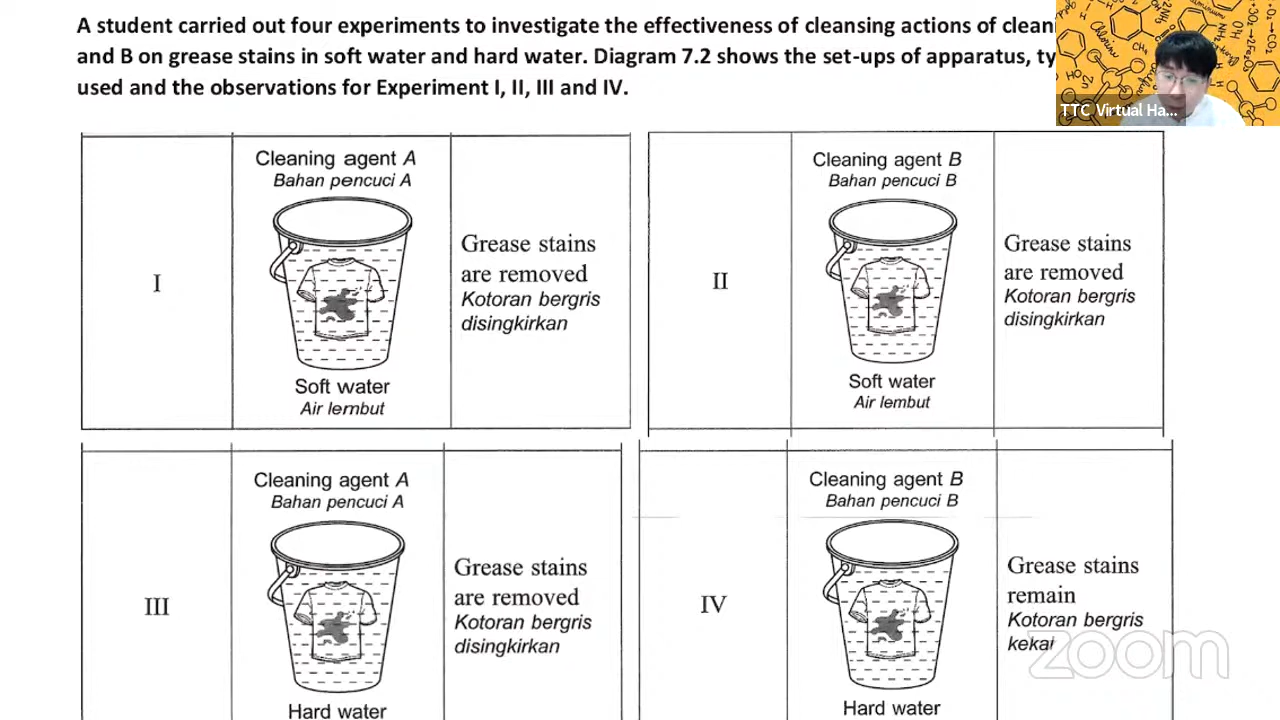 A student carried out four experiments to investigate the effectiveness of cleansing actions of
and B on grease stains in soft water and hard water. Diagram 7.2 shows the set-ups of apparatus,
used and the observations for Experiment I, II, III and IV.
TTC Virtual Ha...
I
Cleaning agent A
Bahan pencuci A
Soft water
Air lembut
Grease stains
are removed
Kotoran bergris
disingkirkan
II
Cleaning agent B
Bahan pencuci B
Soft water
Air lembut
Grease stains
are removed
Kotoran bergris
disingkirkan
III
Cleaning agent A
Bahan pencuci A
Hard water
Grease stains
are removed
Kotoran bergris
disingkirkan
IV
Cleaning agent B
Bahan pencuci B
Hard water
Grease stains
remain
Kotoran bergris
kekal
zoom